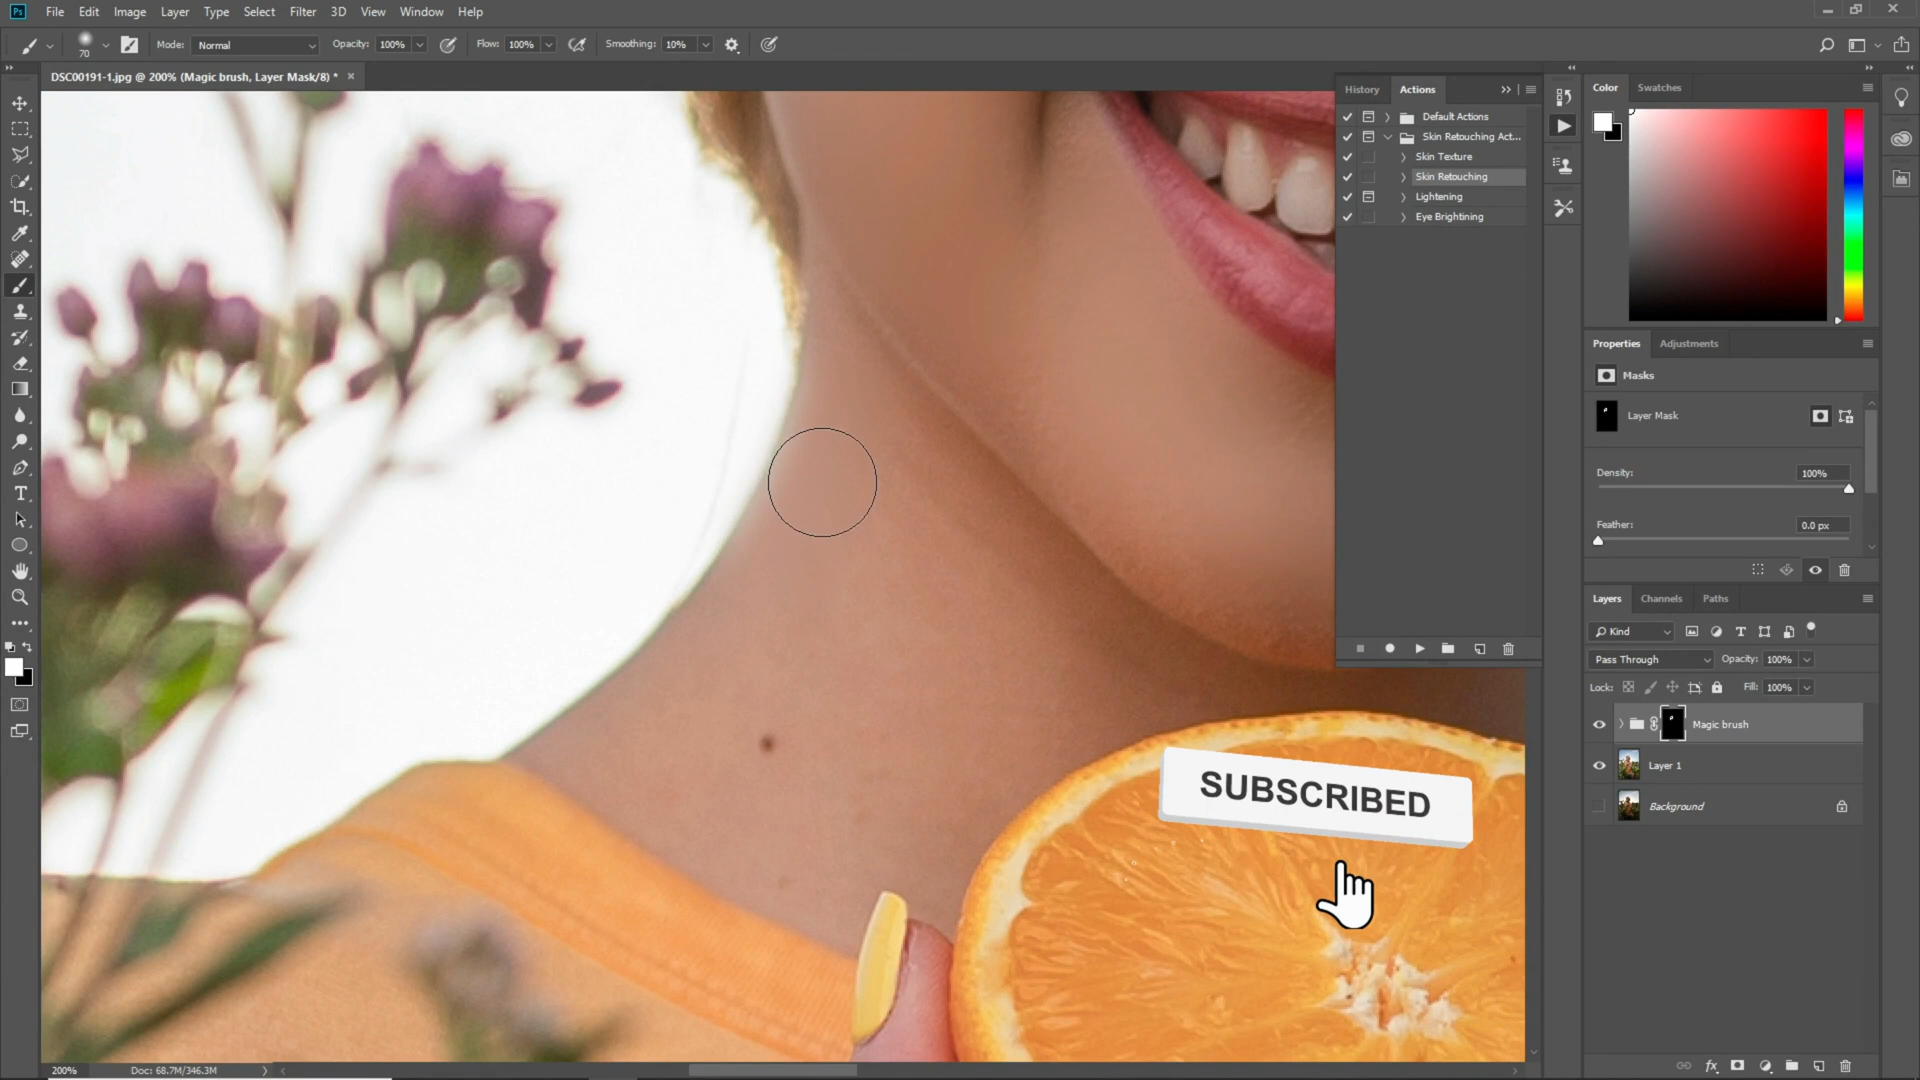 Ps File Edit Image Layer Type Select Filter 3D View Window Help
70 Mode: Normal Opacity: 100% Flow: 100% Smoothing: 10%
DSC00191-1.jpg @ 200% (Magic brush, Layer Mask/8) * ×
History Actions
Default Actions
Skin Retouching Act...
Skin Texture
Skin Retouching
Lightening
Eye Brightining
Color Swatches
Properties Adjustments
Masks
Layer Mask
Density: 100%
Feather: 0.0 px
Layers Channels Paths
Kind
Pass Through Opacity: 100%
Lock: Fill: 100%
Magic brush
Layer 1
Background
SUBSCRIBED
200% Doc: 68.7M/346.3M